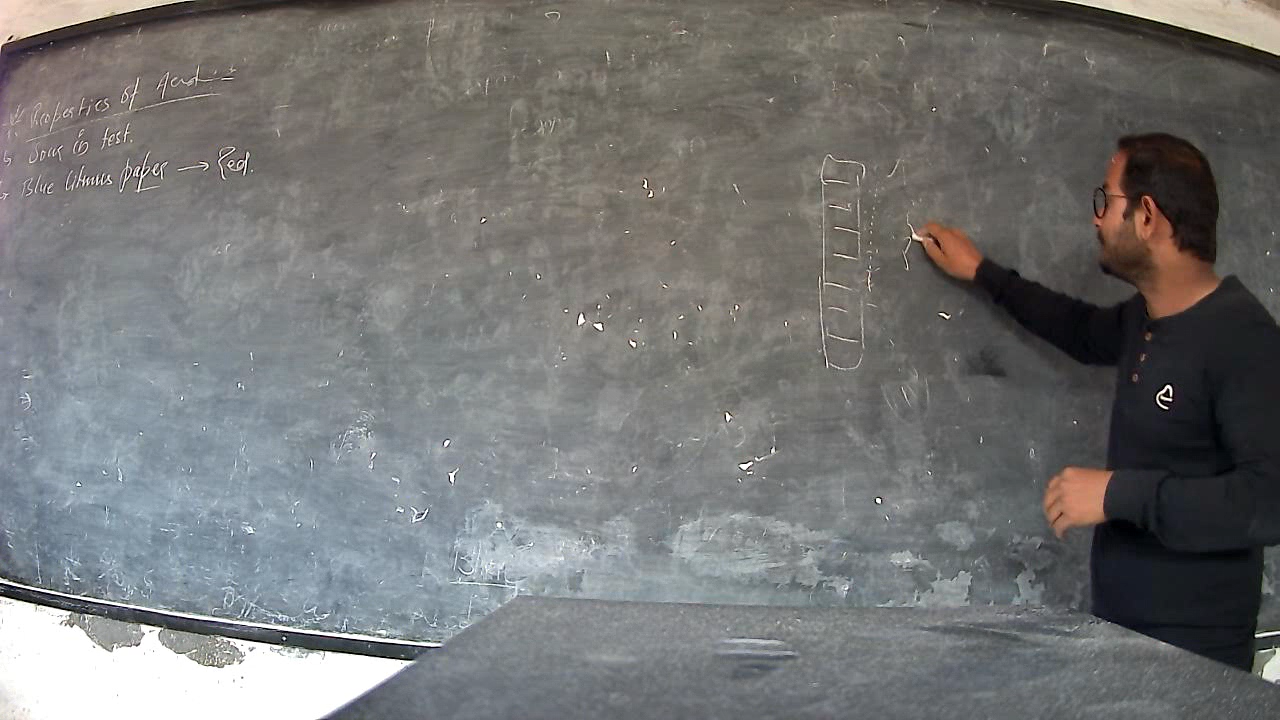 Properties of Acid :-
Sour in test.
Blue litmus paper → Red.